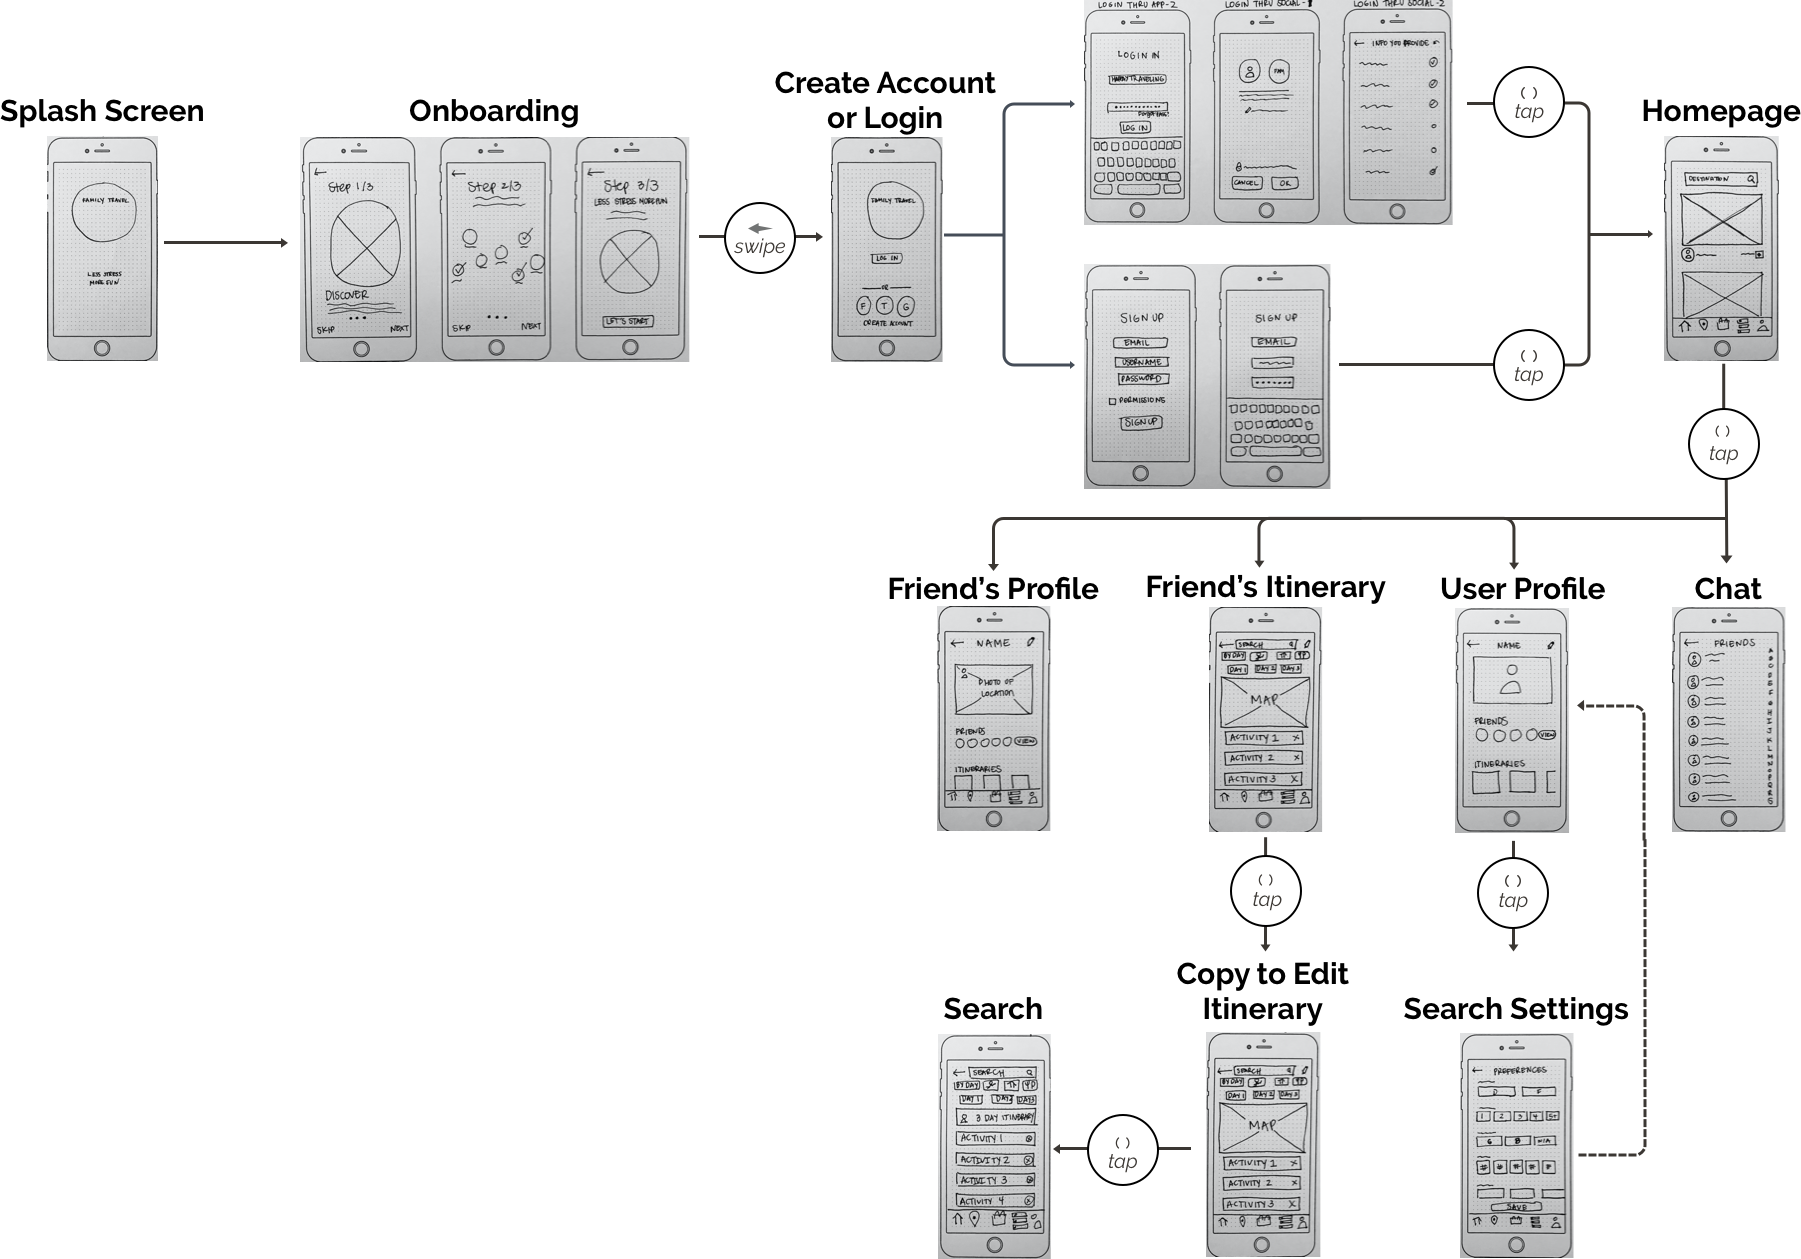 Splash Screen
FAMILY TRAVEL
LESS STRESS
MORE FUN
Onboarding
Step 1/3
DISCOVER
SKIP
NEXT
Step 2/3
SKIP
NEXT
Step 3/3
LESS STRESS MORE FUN
LET'S START
swipe
Create Account
or Login
FAMILY TRAVEL
LOG IN
OR
F T G
CREATE ACCOUNT
LOGIN THRU APP-2
LOGIN IN
HAPPY TRAVELING
LOG IN
LOGIN THRU SOCIAL-1
CANCEL
OK
LOGIN THRU SOCIAL-2
INFO YOU PROVIDE
( )
tap
SIGN UP
EMAIL
USERNAME
PASSWORD
PERMISSIONS
SIGN UP
SIGN UP
EMAIL
( )
tap
Homepage
DESTINATION
( )
tap
Friend's Profile
NAME
PHOTO OF
LOCATION
FRIENDS
VIEW
ITINERARIES
Friend's Itinerary
SEARCH
BY DAY
DAY 1 DAY 2 DAY 3
MAP
ACTIVITY 1 X
ACTIVITY 2 X
ACTIVITY 3 X
User Profile
NAME
FRIENDS
VIEW
ITINERARIES
Chat
FRIENDS
( )
tap
( )
tap
Search
SEARCH
BY DAY
DAY 1 DAY 2 DAY 3
3 DAY ITINERARY
ACTIVITY 1
ACTIVITY 2
ACTIVITY 3
ACTIVITY 4
( )
tap
Copy to Edit
Itinerary
SEARCH
BY DAY
DAY 1 DAY 2 DAY 3
MAP
ACTIVITY 1 X
ACTIVITY 2 X
ACTIVITY 3 X
Search Settings
PREFERENCES
1 2 3 4 5+
N/A
SAVE